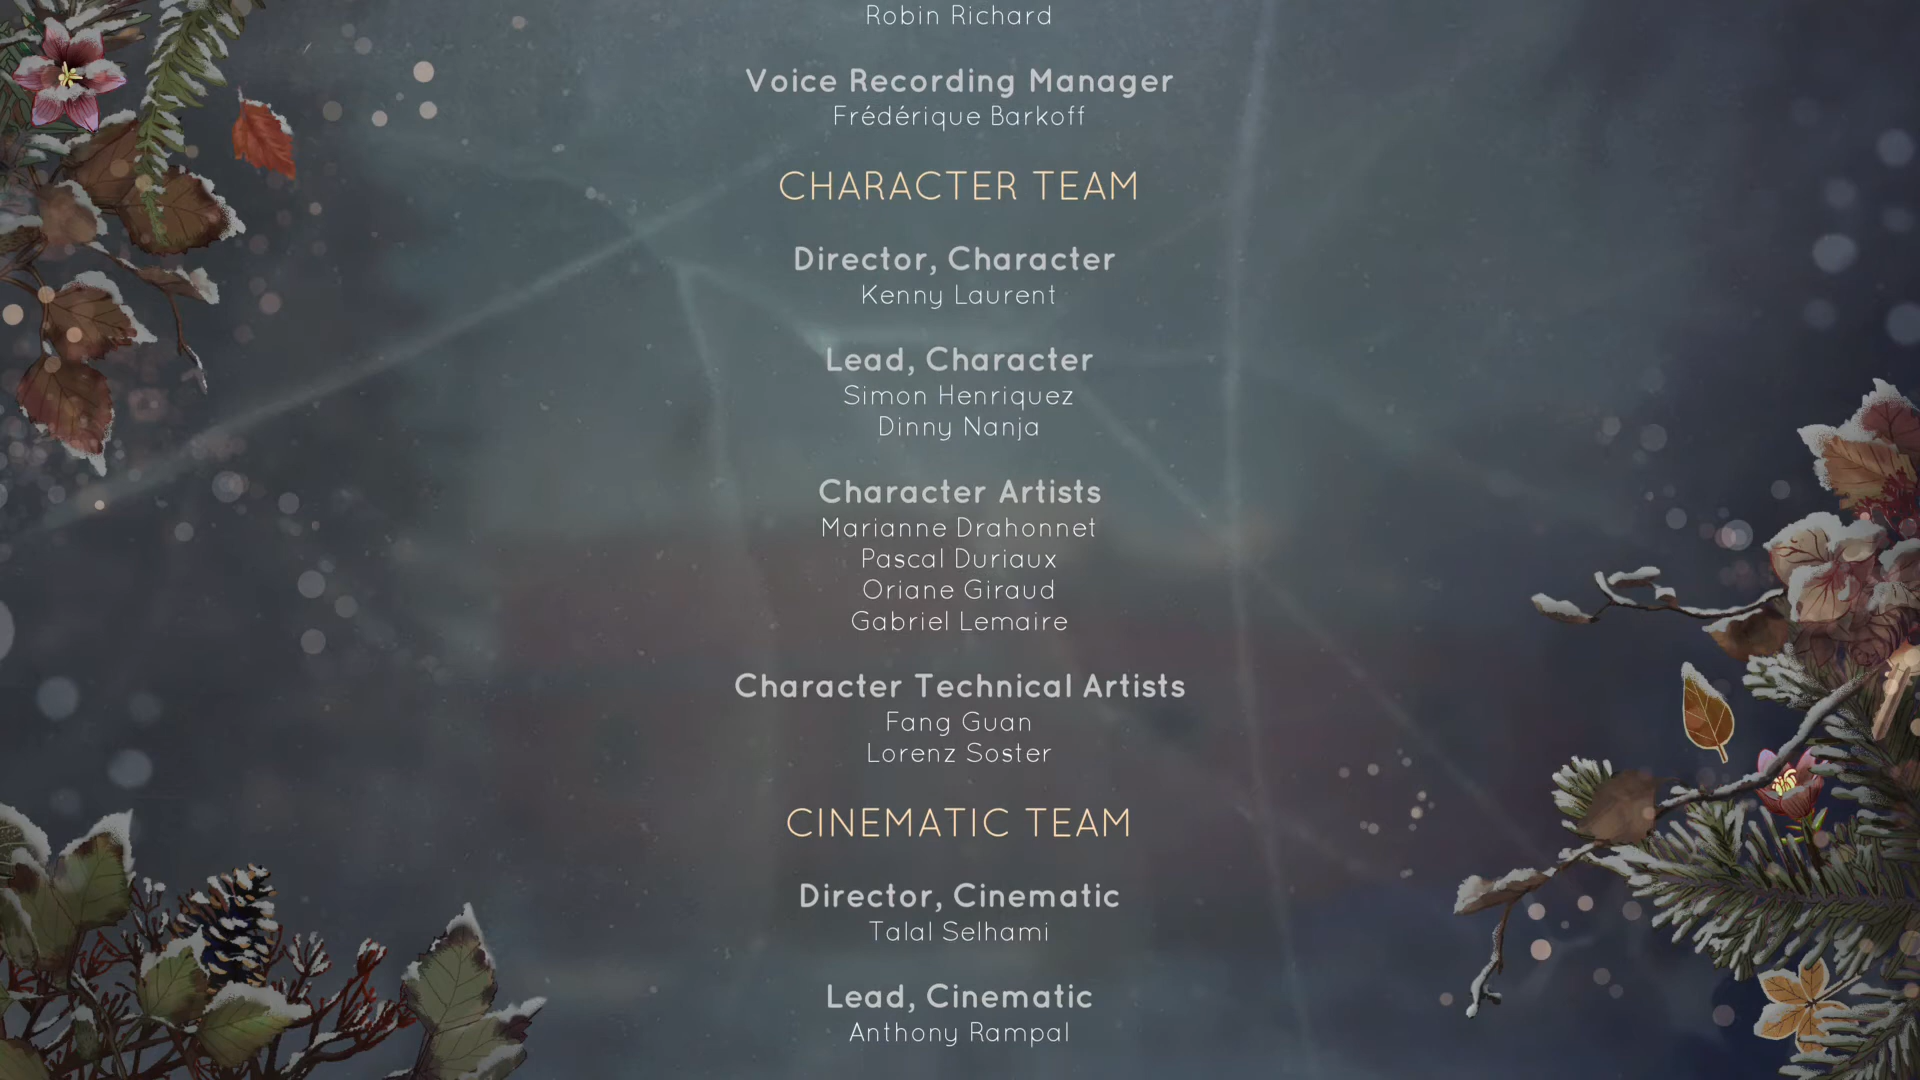 Robin Richard
Voice Recording Manager
Frédérique Barkoff
CHARACTER TEAM
Director, Character
Kenny Laurent
Lead, Character
Simon Henriquez
Dinny Nanja
Character Artists
Marianne Drahonnet
Pascal Duriaux
Oriane Giraud
Gabriel Lemaire
Character Technical Artists
Fang Guan
Lorenz Soster
CINEMATIC TEAM
Director, Cinematic
Talal Selhami
Lead, Cinematic
Anthony Rampal